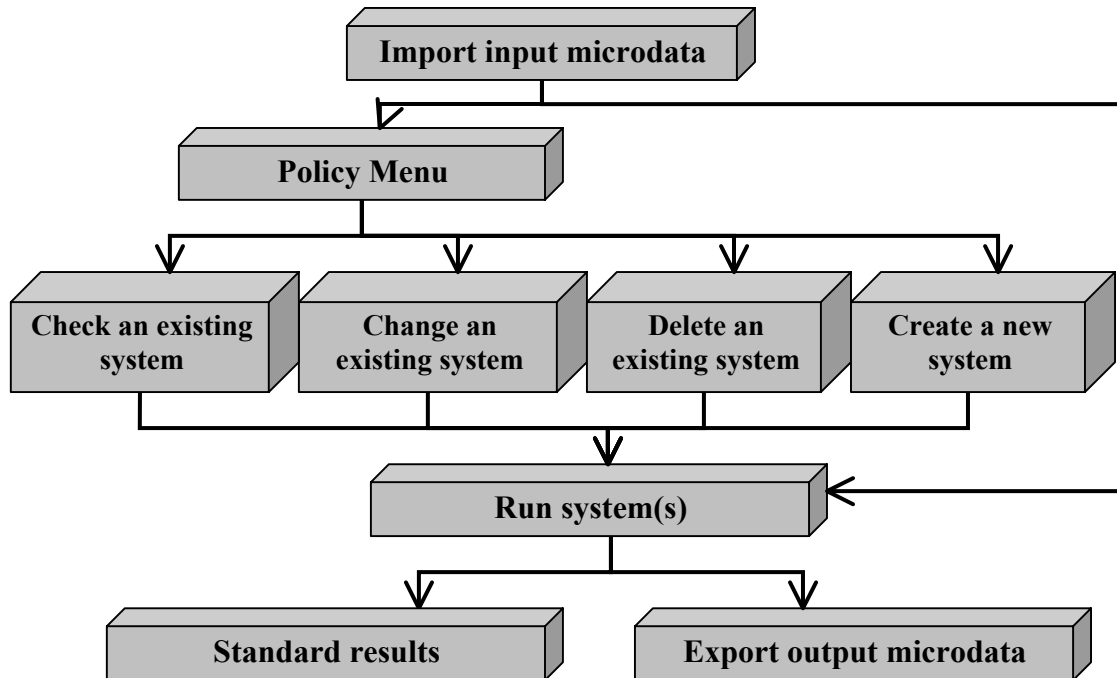 Import input microdata
Policy Menu
Check an existing
system
Change an
existing system
Delete an
existing system
Create a new
system
Run system(s)
Standard results
Export output microdata